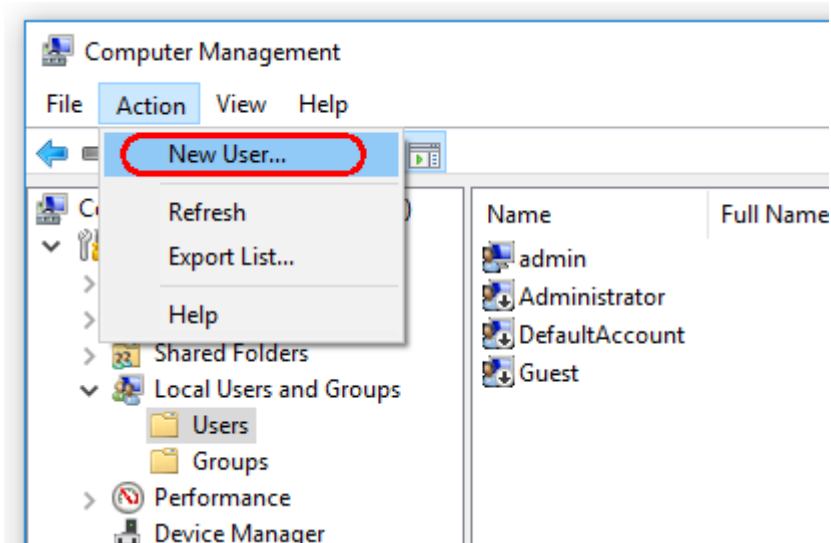 Computer Management
File Action View Help
New User...
Refresh
Export List...
Help
Shared Folders
Local Users and Groups
Users
Groups
Performance
Device Manager
Name Full Name
admin
Administrator
DefaultAccount
Guest